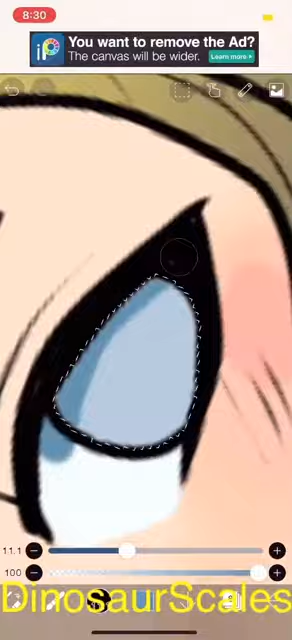 8:30
iP
You want to remove the Ad?
The canvas will be wider.
Learn more
11.1
100
DinosaurScales